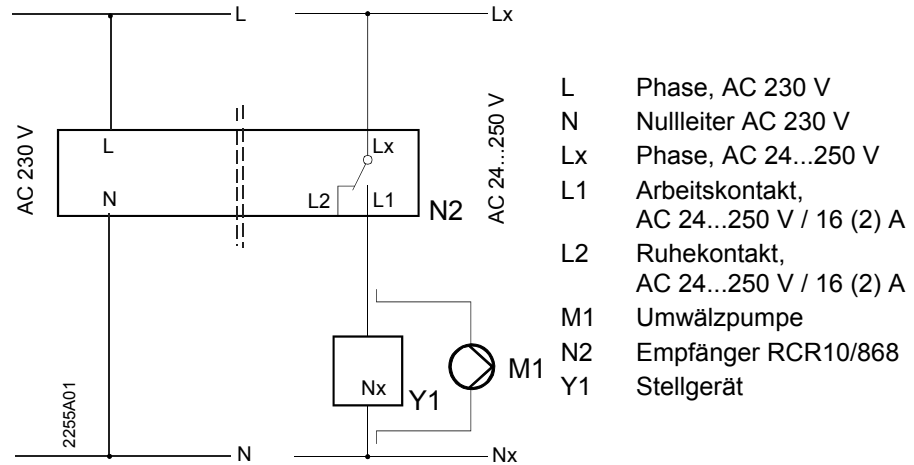 L
Lx
AC 230 V
L
N
Lx
L2
L1
N2
AC 24...250 V
Nx
Y1
M1
2255A01
N
Nx
L Phase, AC 230 V
N Nullleiter AC 230 V
Lx Phase, AC 24...250 V
L1 Arbeitskontakt,
AC 24...250 V / 16 (2) A
L2 Ruhekontakt,
AC 24...250 V / 16 (2) A
M1 Umwälzpumpe
N2 Empfänger RCR10/868
Y1 Stellgerät